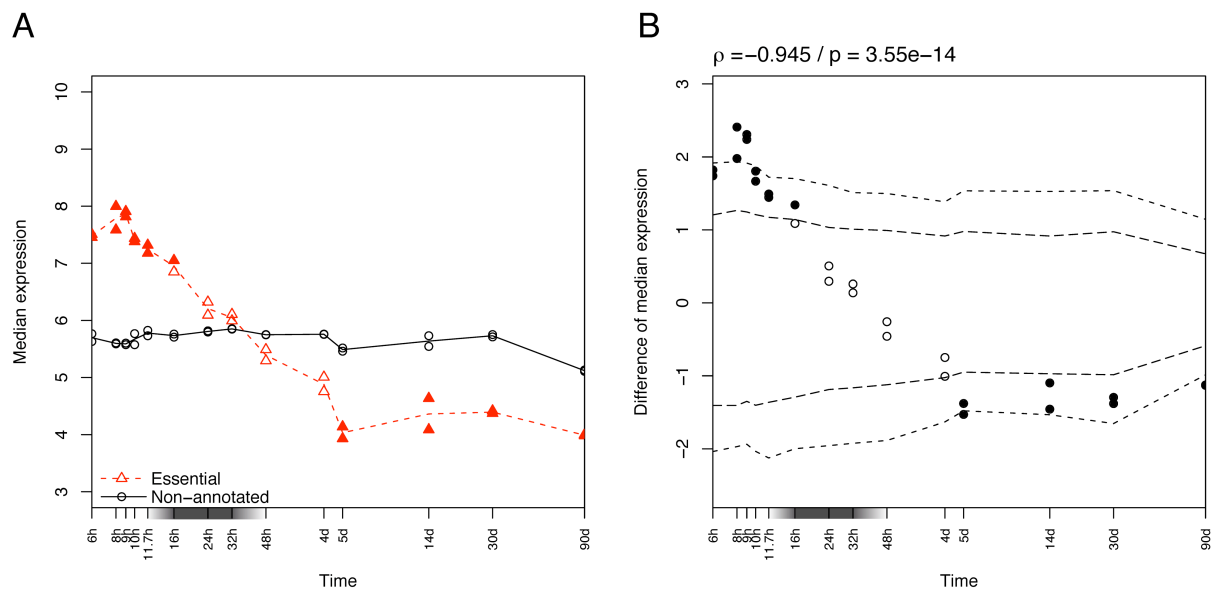 A
Median expression
10
9
8
7
6
5
4
3
Essential
Non−annotated
6h
8h
9h
10h
11.7h
16h
24h
32h
48h
4d
5d
14d
30d
90d
Time
B
ρ =−0.945 / p = 3.55e−14
Difference of median expression
3
2
1
0
−1
−2
6h
8h
9h
10h
11.7h
16h
24h
32h
48h
4d
5d
14d
30d
90d
Time